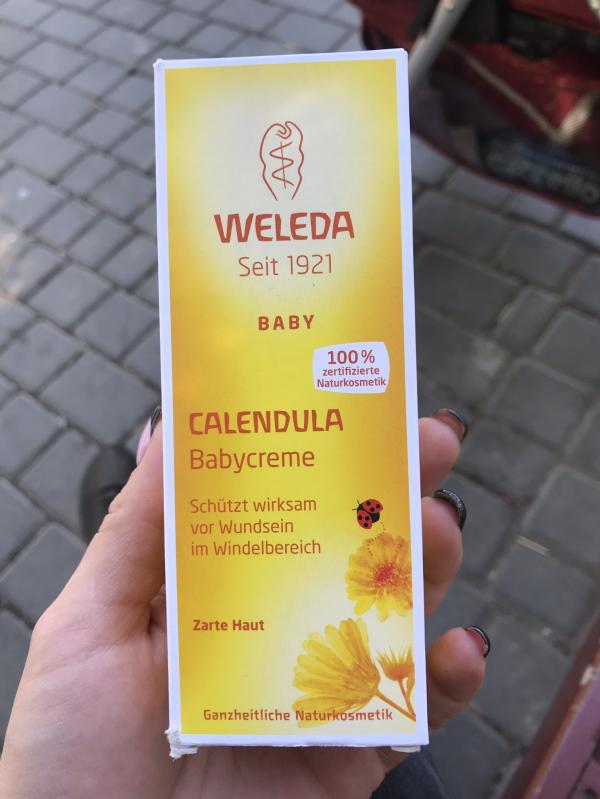 WELEDA
Seit 1921
BABY
100 %
zertifizierte
Naturkosmetik
CALENDULA
Babycreme
Schützt wirksam
vor Wundsein
im Windelbereich
Zarte Haut
Ganzheitliche Naturkosmetik